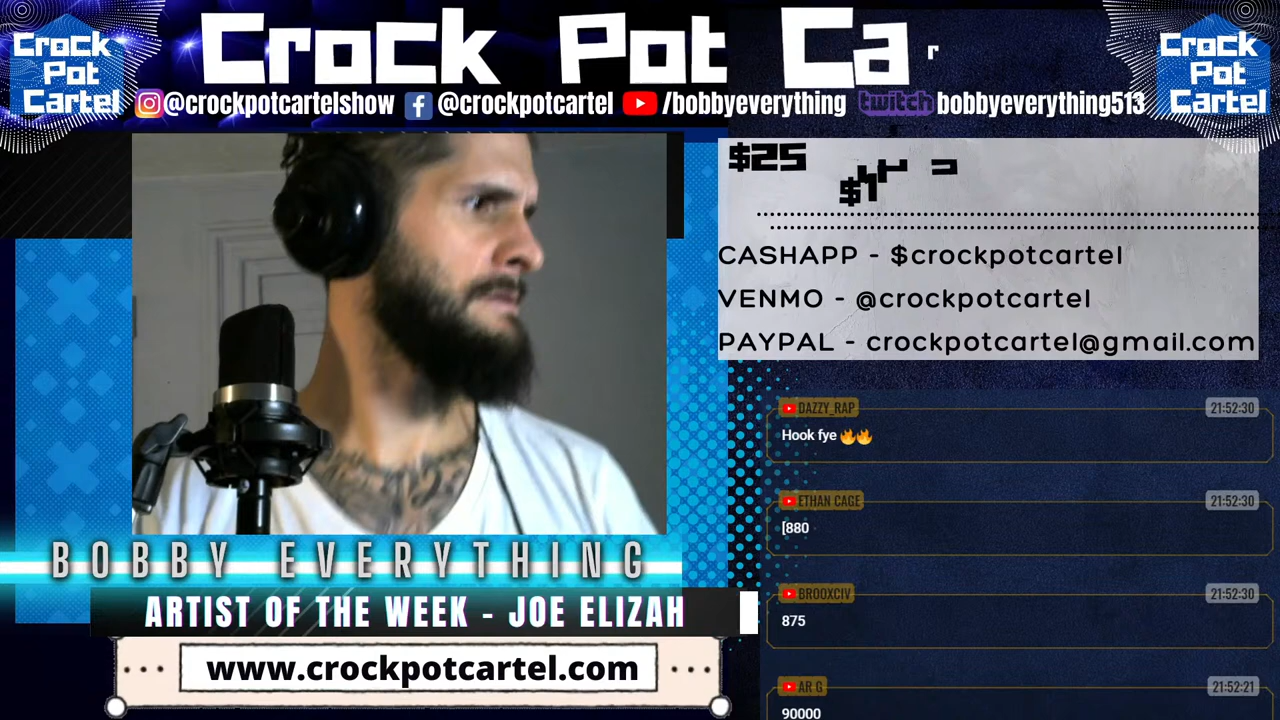 Crock
Pot
Cartel
Crock Pot Car
Crock
Pot
Cartel
@crockpotcartelshow @crockpotcartel /bobbyeverything twitch bobbyeverything513
$25
CASHAPP - $crockpotcartel
VENMO - @crockpotcartel
PAYPAL - crockpotcartel@gmail.com
DAZZY_RAP 21:52:30
Hook fye 🔥🔥
ETHAN CAGE 21:52:30
[880
BROOXCIV 21:52:30
875
AR G 21:52:21
90000
BOBBY EVERYTHING
ARTIST OF THE WEEK - JOE ELIZAH
www.crockpotcartel.com